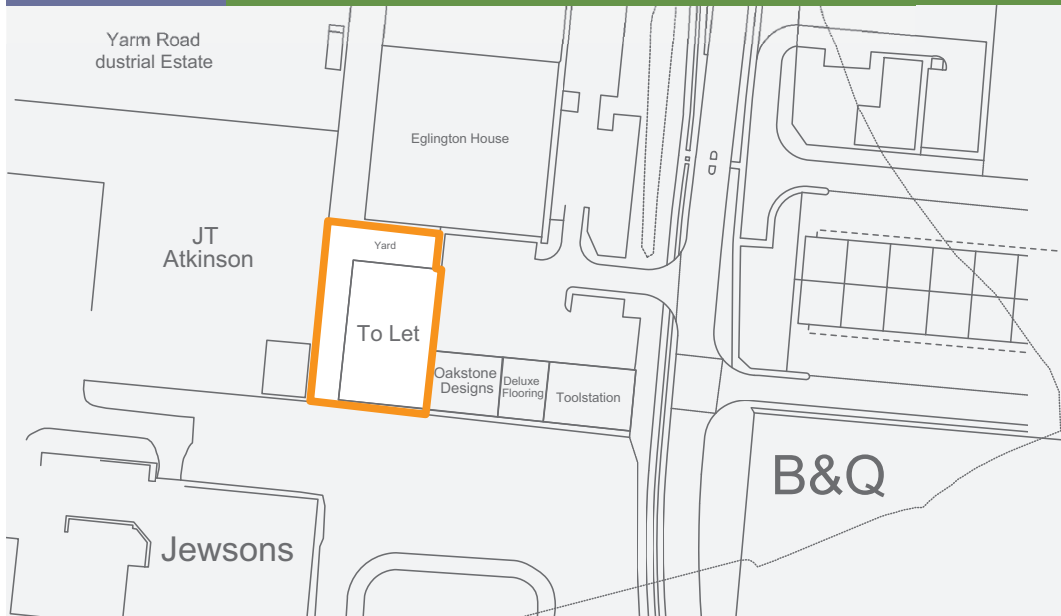 Yarm Road
dustrial Estate
Eglington House
JT
Atkinson
Yard
To Let
Oakstone
Designs
Deluxe
Flooring
Toolstation
B&Q
Jewsons